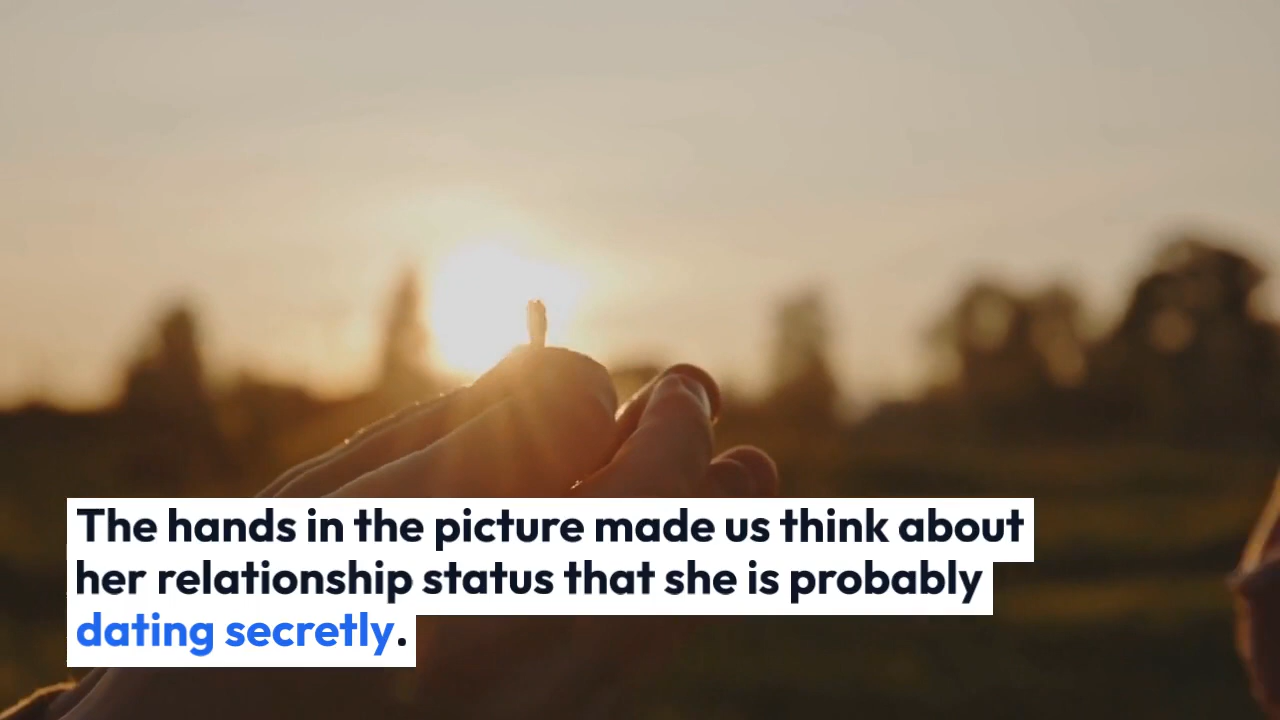 The hands in the picture made us think about
her relationship status that she is probably
dating secretly.